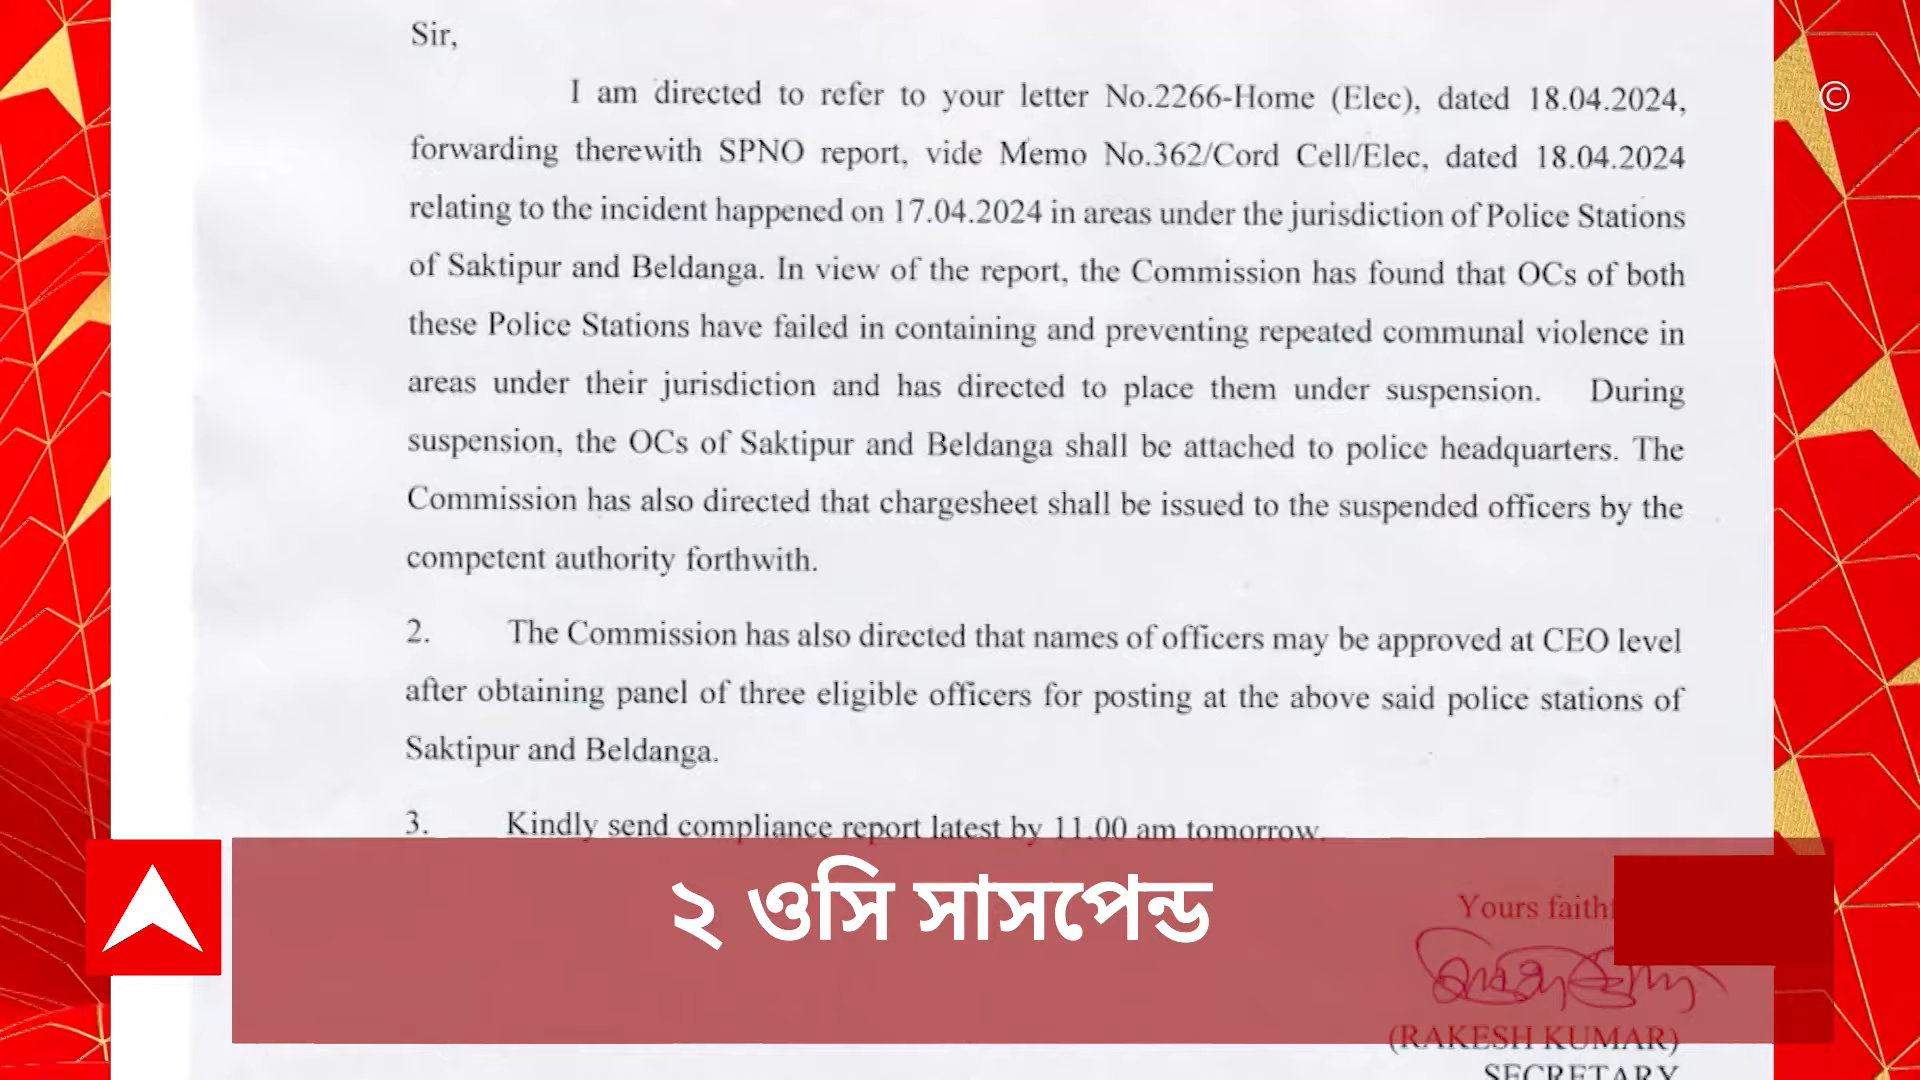 Sir,
I am directed to refer to your letter No.2266-Home (Elec), dated 18.04.2024,
forwarding therewith SPNO report, vide Memo No.362/Cord Cell/Elec, dated 18.04.2024
relating to the incident happened on 17.04.2024 in areas under the jurisdiction of Police Stations
of Saktipur and Beldanga. In view of the report, the Commission has found that OCs of both
these Police Stations have failed in containing and preventing repeated communal violence in
areas under their jurisdiction and has directed to place them under suspension. During
suspension, the OCs of Saktipur and Beldanga shall be attached to police headquarters. The
Commission has also directed that chargesheet shall be issued to the suspended officers by the
competent authority forthwith.
2. The Commission has also directed that names of officers may be approved at CEO level
after obtaining panel of three eligible officers for posting at the above said police stations of
Saktipur and Beldanga.
3. Kindly send compliance report latest by 11.00 am tomorrow.
২ ওসি সাসপেন্ড
Yours
(RAKESH KUMAR)
SECRETARY
©